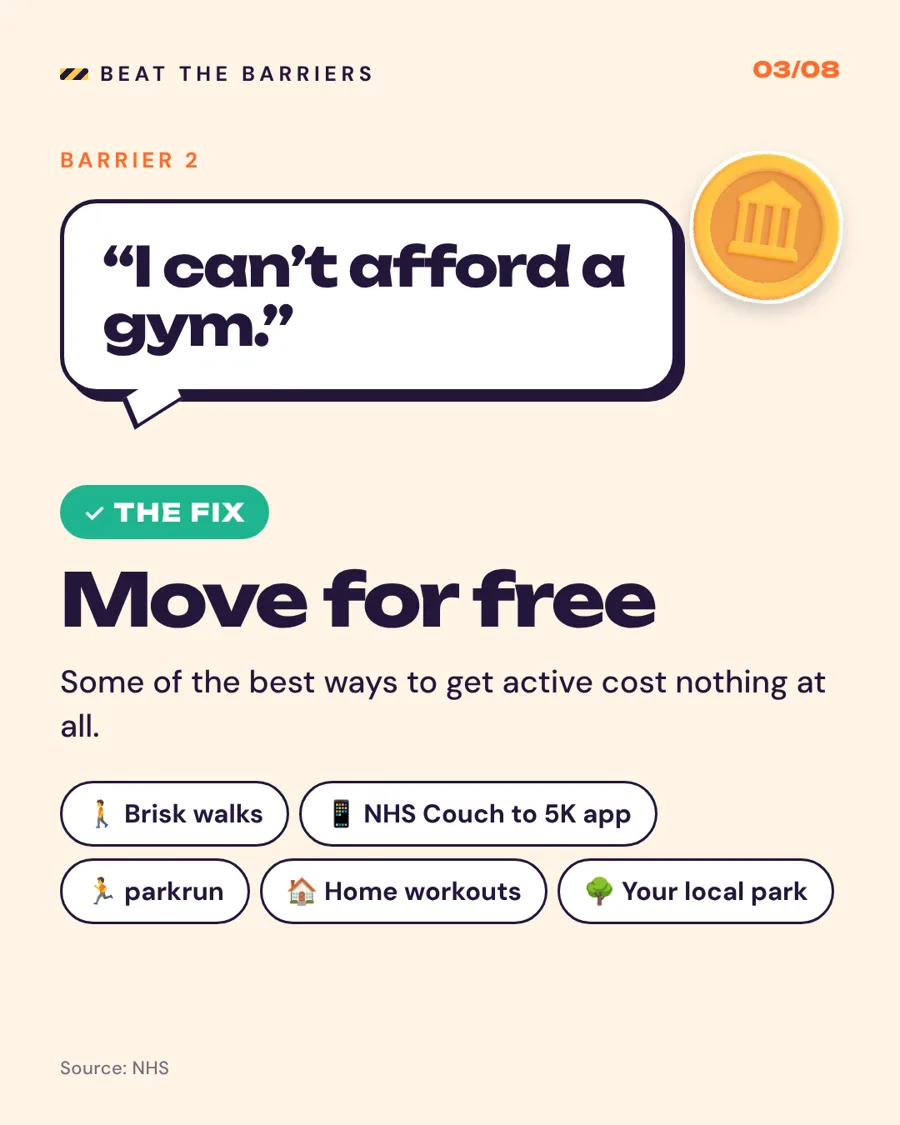 BEAT THE BARRIERS
03/08
BARRIER 2
“I can’t afford a
gym.”
✓ THE FIX
Move for free
Some of the best ways to get active cost nothing at
all.
🚶 Brisk walks
📱 NHS Couch to 5K app
🏃 parkrun
🏠 Home workouts
🌳 Your local park
Source: NHS